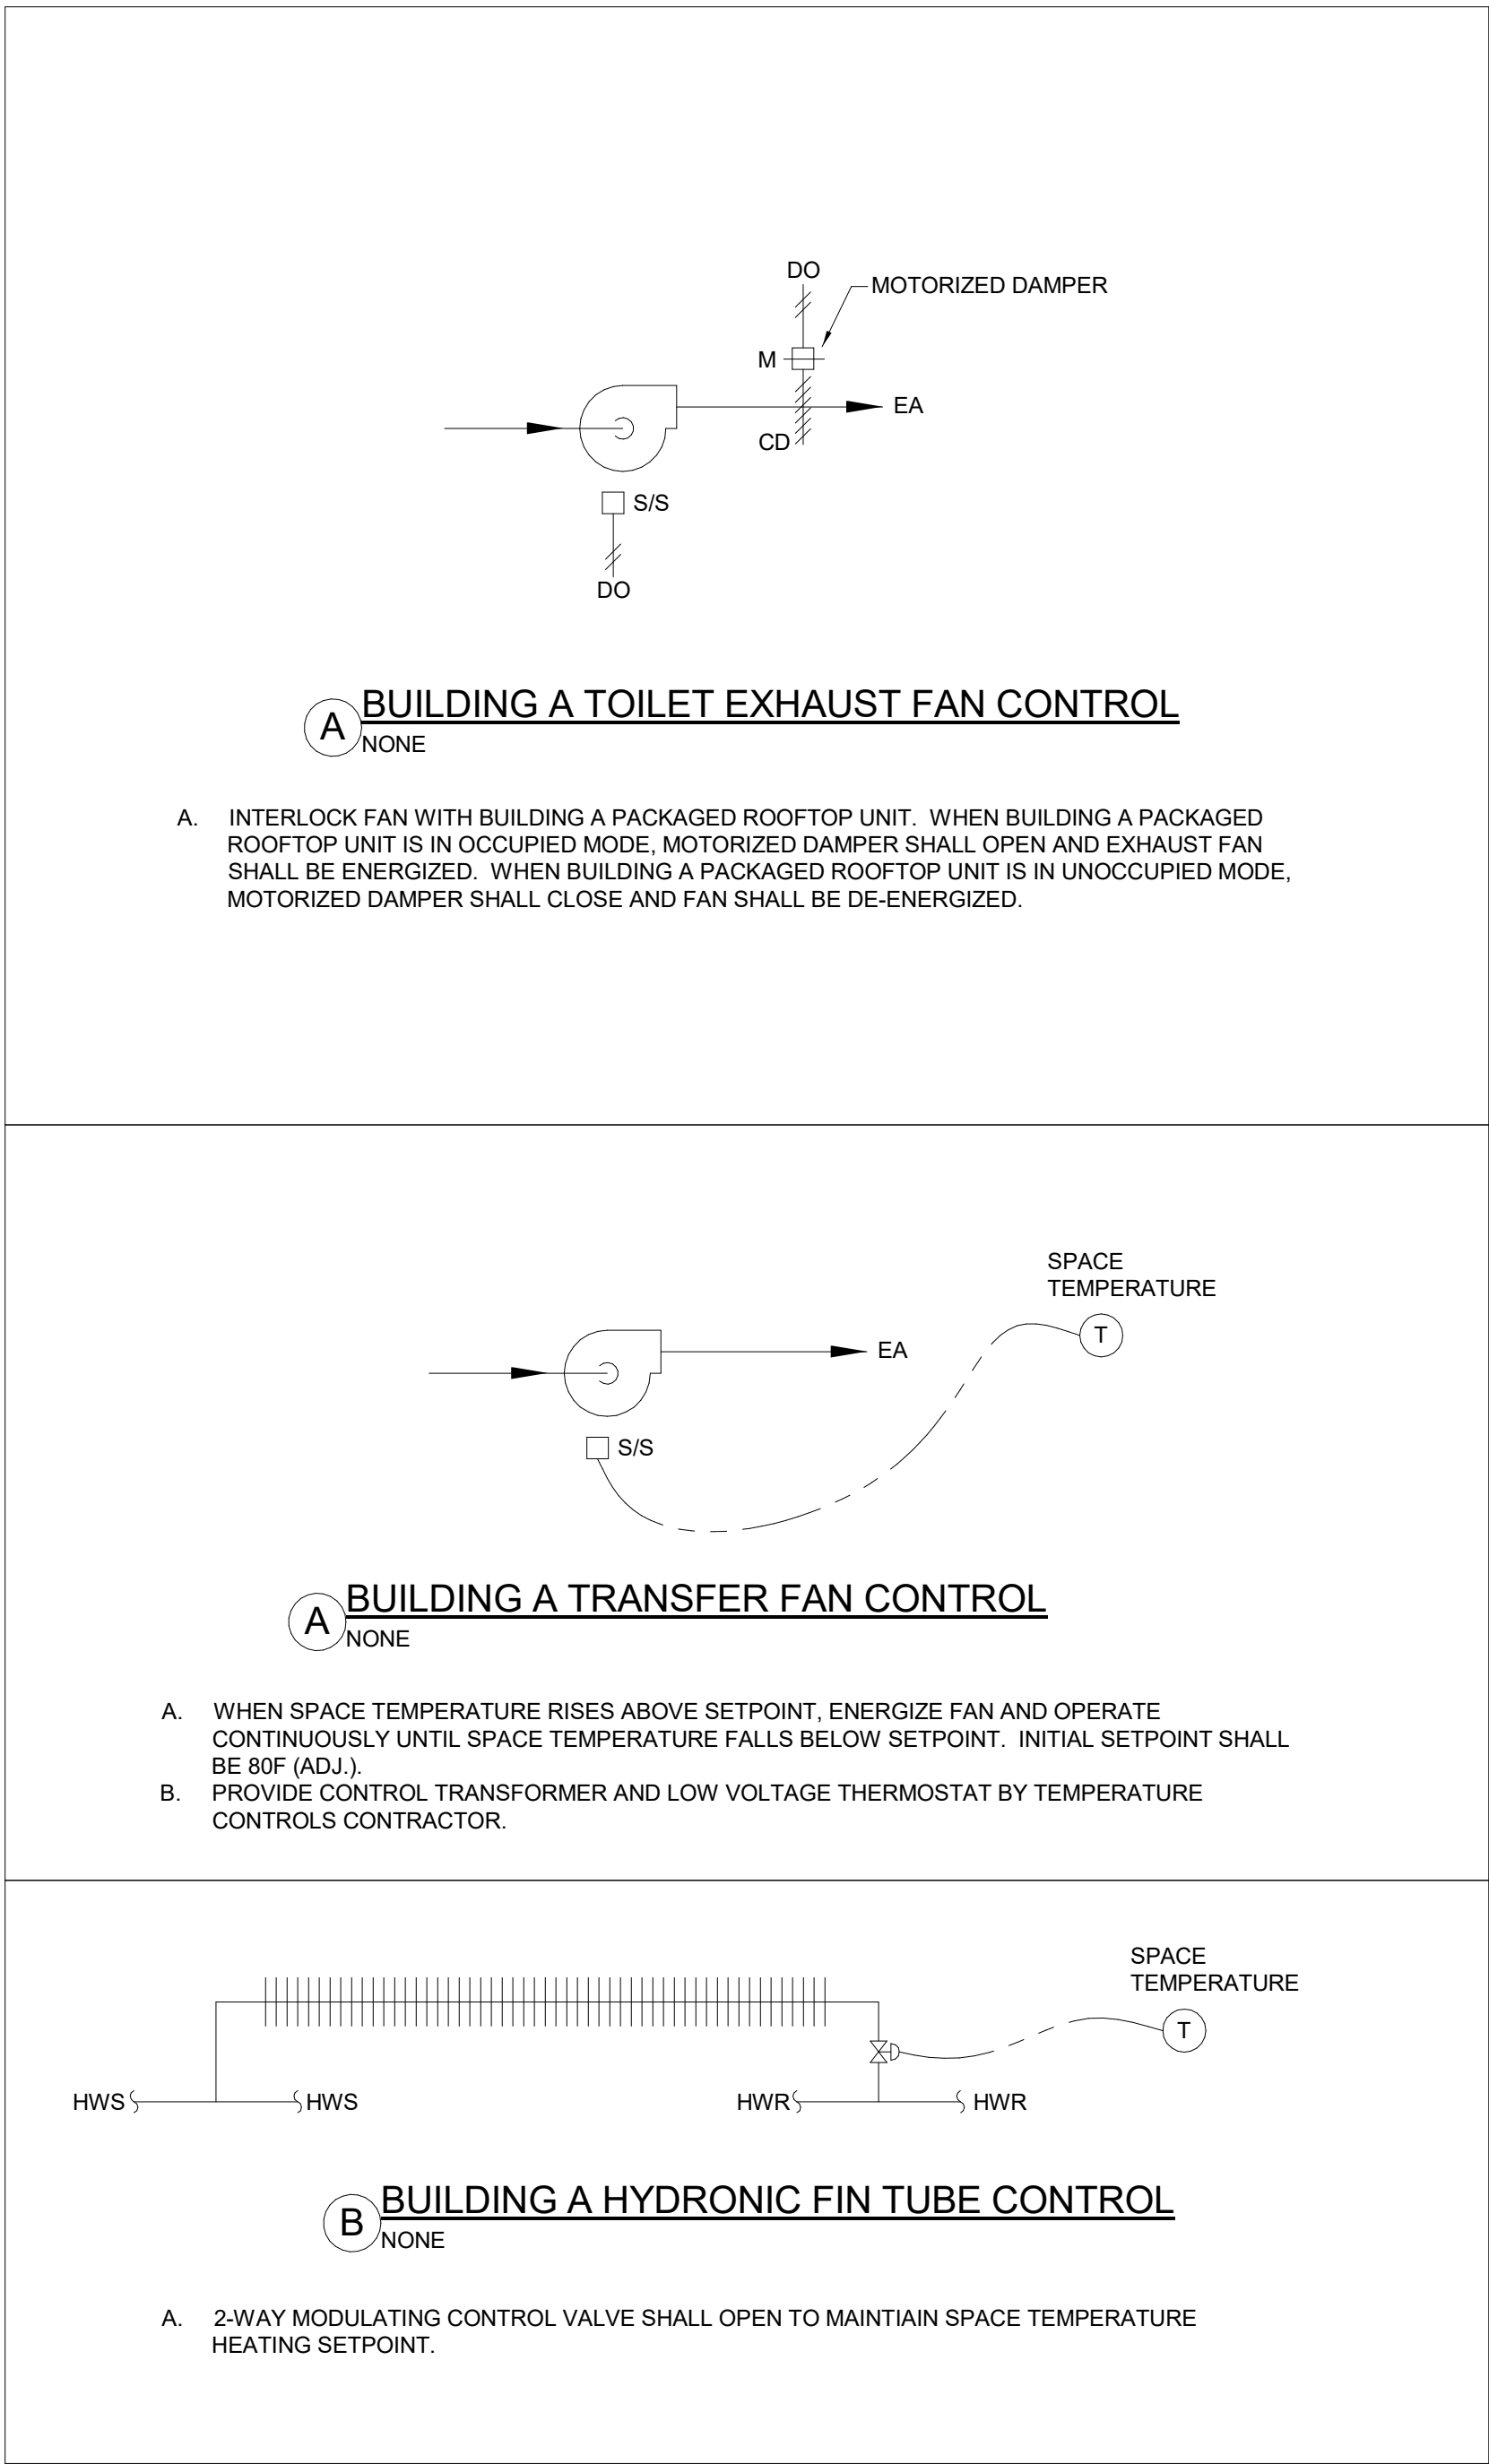 DO
MOTORIZED DAMPER
M
EA
CD
S/S
DO
A
BUILDING A TOILET EXHAUST FAN CONTROL
NONE
A. INTERLOCK FAN WITH BUILDING A PACKAGED ROOFTOP UNIT. WHEN BUILDING A PACKAGED
ROOFTOP UNIT IS IN OCCUPIED MODE, MOTORIZED DAMPER SHALL OPEN AND EXHAUST FAN
SHALL BE ENERGIZED. WHEN BUILDING A PACKAGED ROOFTOP UNIT IS IN UNOCCUPIED MODE,
MOTORIZED DAMPER SHALL CLOSE AND FAN SHALL BE DE-ENERGIZED.
SPACE
TEMPERATURE
T
EA
S/S
A
BUILDING A TRANSFER FAN CONTROL
NONE
A. WHEN SPACE TEMPERATURE RISES ABOVE SETPOINT, ENERGIZE FAN AND OPERATE
CONTINUOUSLY UNTIL SPACE TEMPERATURE FALLS BELOW SETPOINT. INITIAL SETPOINT SHALL
BE 80F (ADJ.).
B. PROVIDE CONTROL TRANSFORMER AND LOW VOLTAGE THERMOSTAT BY TEMPERATURE
CONTROLS CONTRACTOR.
SPACE
TEMPERATURE
T
HWS
HWS
HWR
HWR
B
BUILDING A HYDRONIC FIN TUBE CONTROL
NONE
A. 2-WAY MODULATING CONTROL VALVE SHALL OPEN TO MAINTIAIN SPACE TEMPERATURE
HEATING SETPOINT.